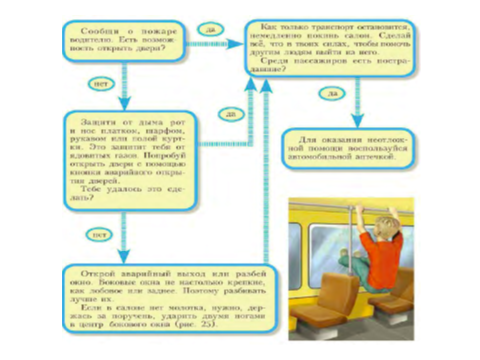 Сообщи о пожаре
водителю. Есть возмож-
ность открыть двери?
да
Как только транспорт остановится,
немедленно покинь салон. Сделай
всё, что в твоих силах, чтобы помочь
другим людям выйти из него.
Среди пассажиров есть постра-
давшие?
нет
да
да
Защити от дыма рот
и нос платком, шарфом,
рукавом или полой курт-
ки. Это защитит тебя от
ядовитых газов. Попробуй
открыть двери с помощью
кнопки аварийного откры-
тия дверей.
Тебе удалось это сде-
лать?
Для оказания неотлож-
ной помощи воспользуйся
автомобильной аптечкой.
нет
Открой аварийный выход или разбей
окно. Боковые окна не настолько крепкие,
как лобовое или заднее. Поэтому разбивать
лучше их.
Если в салоне нет молотка, нужно, дер-
жась за поручень, ударить двумя ногами
в центр бокового окна (рис. 25).